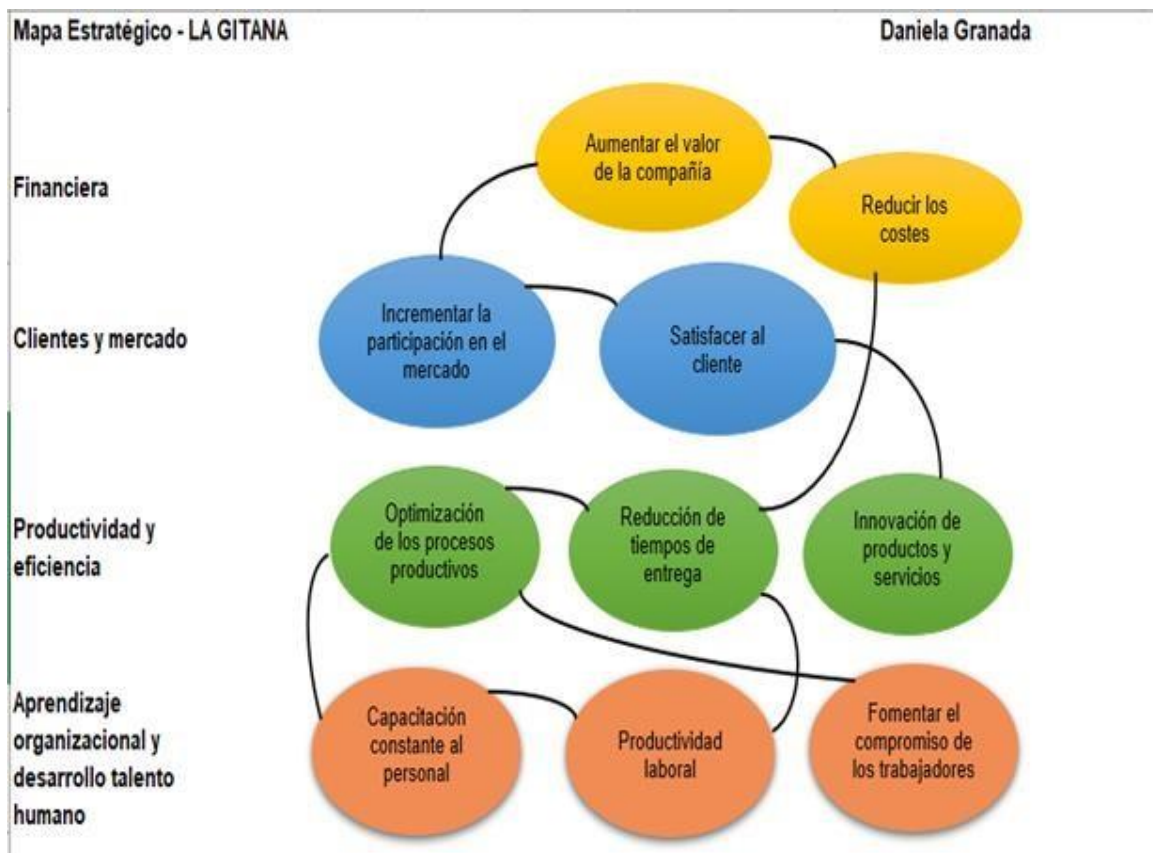 Mapa Estratégico - LA GITANA
Daniela Granada
Financiera
Aumentar el valor
de la compañía
Reducir los
costes
Clientes y mercado
Incrementar la
participación en el
mercado
Satisfacer al
cliente
Productividad y
eficiencia
Optimización
de los procesos
productivos
Reducción de
tiempos de
entrega
Innovación de
productos y
servicios
Aprendizaje
organizacional y
desarrollo talento
humano
Capacitación
constante al
personal
Productividad
laboral
Fomentar el
compromiso de
los trabajadores